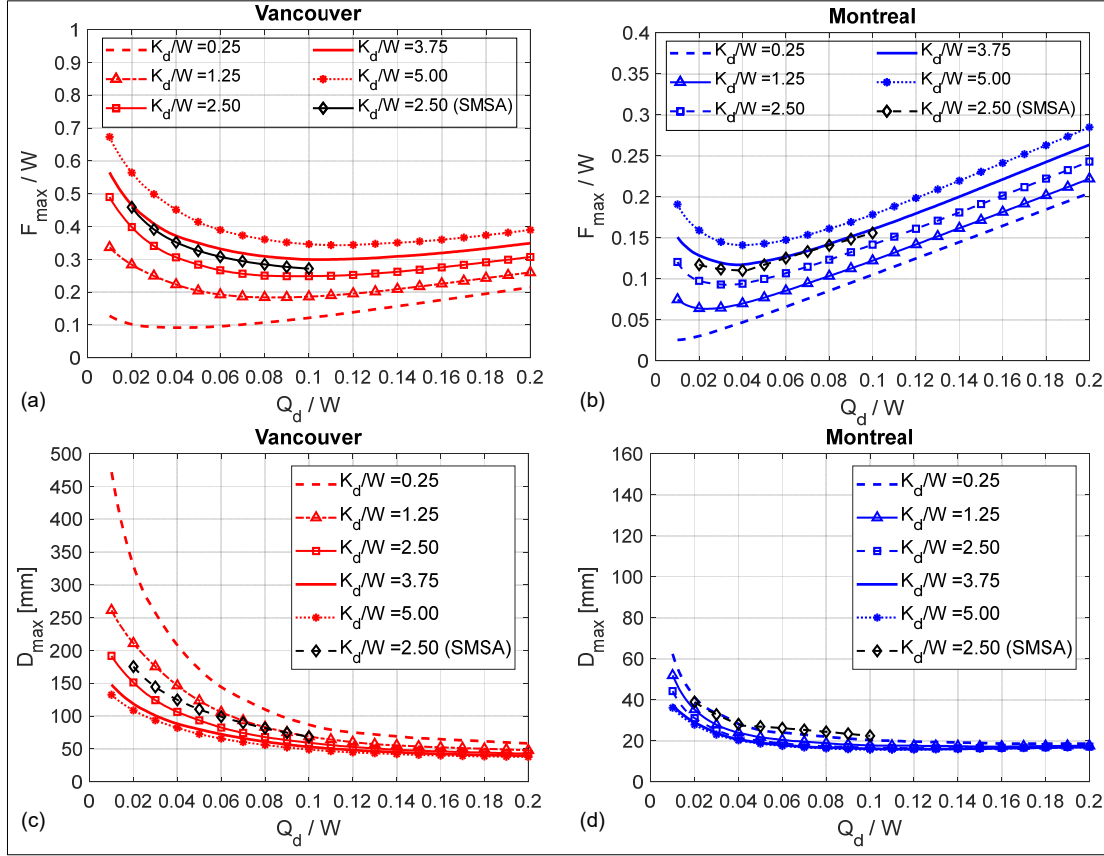 Vancouver
K_d/W =0.25
K_d/W =1.25
K_d/W =2.50
K_d/W =3.75
K_d/W =5.00
K_d/W =2.50 (SMSA)
F_max / W
1
0.9
0.8
0.7
0.6
0.5
0.4
0.3
0.2
0.1
0
0 0.02 0.04 0.06 0.08 0.1 0.12 0.14 0.16 0.18 0.2
Q_d / W
(a)
Montreal
K_d/W =0.25
K_d/W =1.25
K_d/W =2.50
K_d/W =3.75
K_d/W =5.00
K_d/W =2.50 (SMSA)
F_max / W
0.4
0.35
0.3
0.25
0.2
0.15
0.1
0.05
0
0 0.02 0.04 0.06 0.08 0.1 0.12 0.14 0.16 0.18 0.2
Q_d / W
(b)
Vancouver
K_d/W =0.25
K_d/W =1.25
K_d/W =2.50
K_d/W =3.75
K_d/W =5.00
K_d/W =2.50 (SMSA)
D_max [mm]
500
450
400
350
300
250
200
150
100
50
0
0 0.02 0.04 0.06 0.08 0.1 0.12 0.14 0.16 0.18 0.2
Q_d / W
(c)
Montreal
K_d/W =0.25
K_d/W =1.25
K_d/W =2.50
K_d/W =3.75
K_d/W =5.00
K_d/W =2.50 (SMSA)
D_max [mm]
160
140
120
100
80
60
40
20
0
0 0.02 0.04 0.06 0.08 0.1 0.12 0.14 0.16 0.18 0.2
Q_d / W
(d)